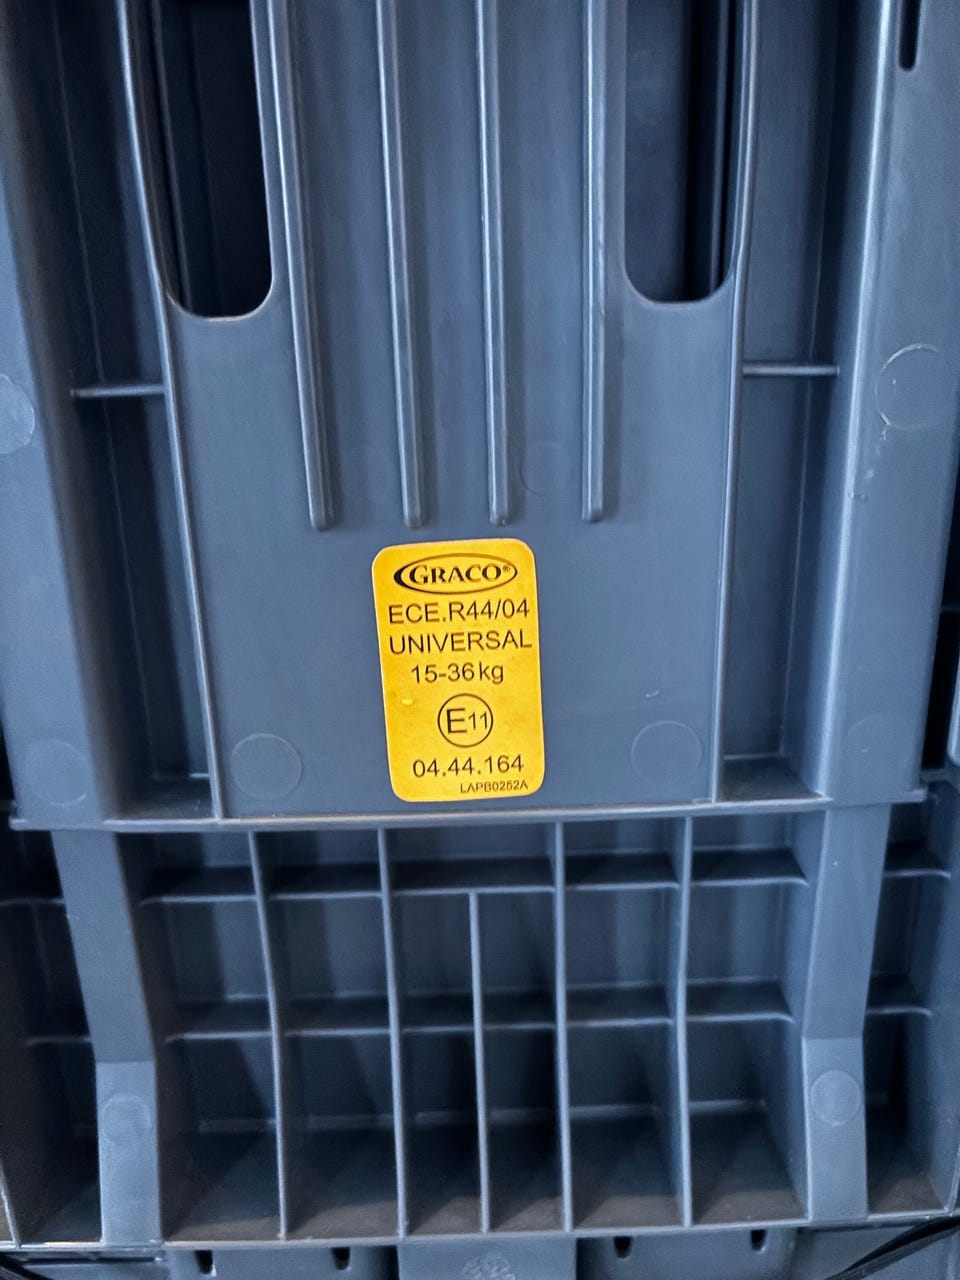 GRACO®
ECE.R44/04
UNIVERSAL
15-36kg
E11
04.44.164
LAPB0252A